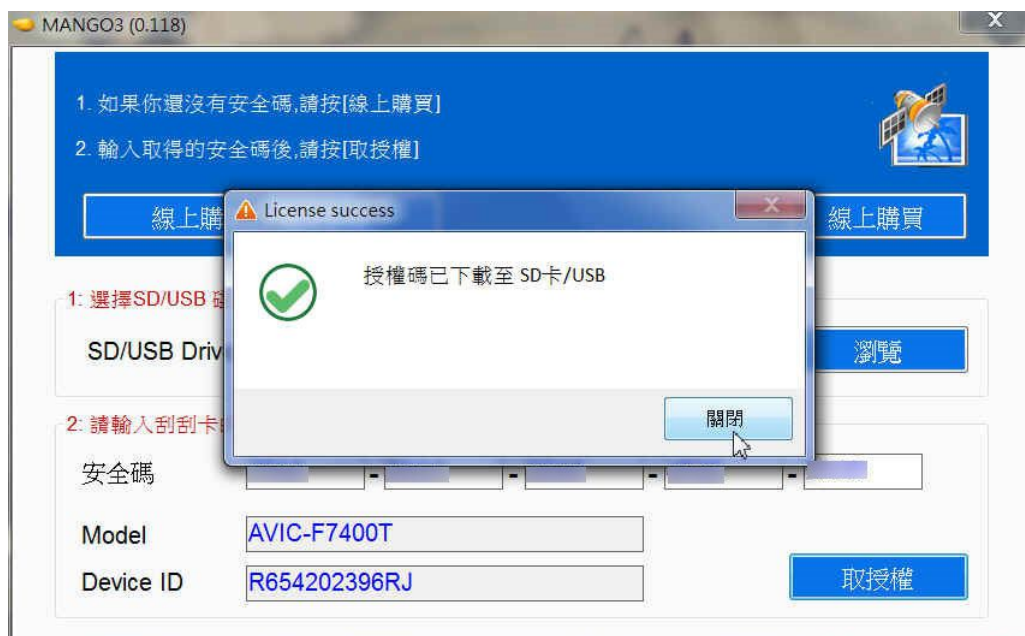 MANGO3 (0.118)
1. 如果你還沒有安全碼,請按[線上購買]
2. 輸入取得的安全碼後,請按[取授權]
線上購
線上購買
License success
授權碼已下載至 SD卡/USB
關閉
1: 選擇SD/USB
SD/USB Driv
瀏覽
2: 請輸入刮刮卡
安全碼
- - - -
Model
AVIC-F7400T
Device ID
R654202396RJ
取授權